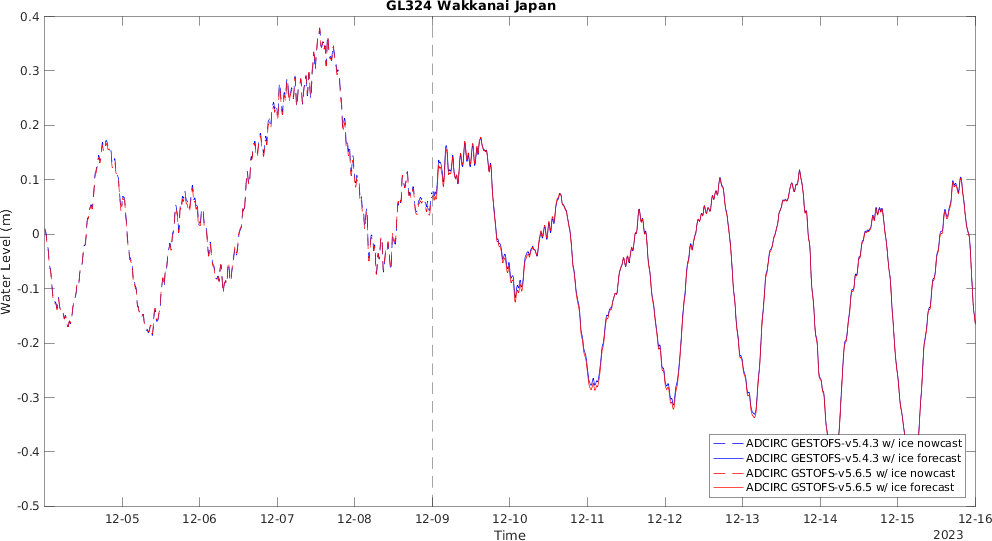 GL324 Wakkanai Japan
0.4
0.3
0.2
0.1
0
-0.1
-0.2
-0.3
-0.4
-0.5
Water Level (m)
ADCIRC GESTOFS-v5.4.3 w/ ice nowcast
ADCIRC GESTOFS-v5.4.3 w/ ice forecast
ADCIRC GSTOFS-v5.6.5 w/ ice nowcast
ADCIRC GSTOFS-v5.6.5 w/ ice forecast
12-05 12-06 12-07 12-08 12-09 12-10 12-11 12-12 12-13 12-14 12-15 12-16
Time
2023